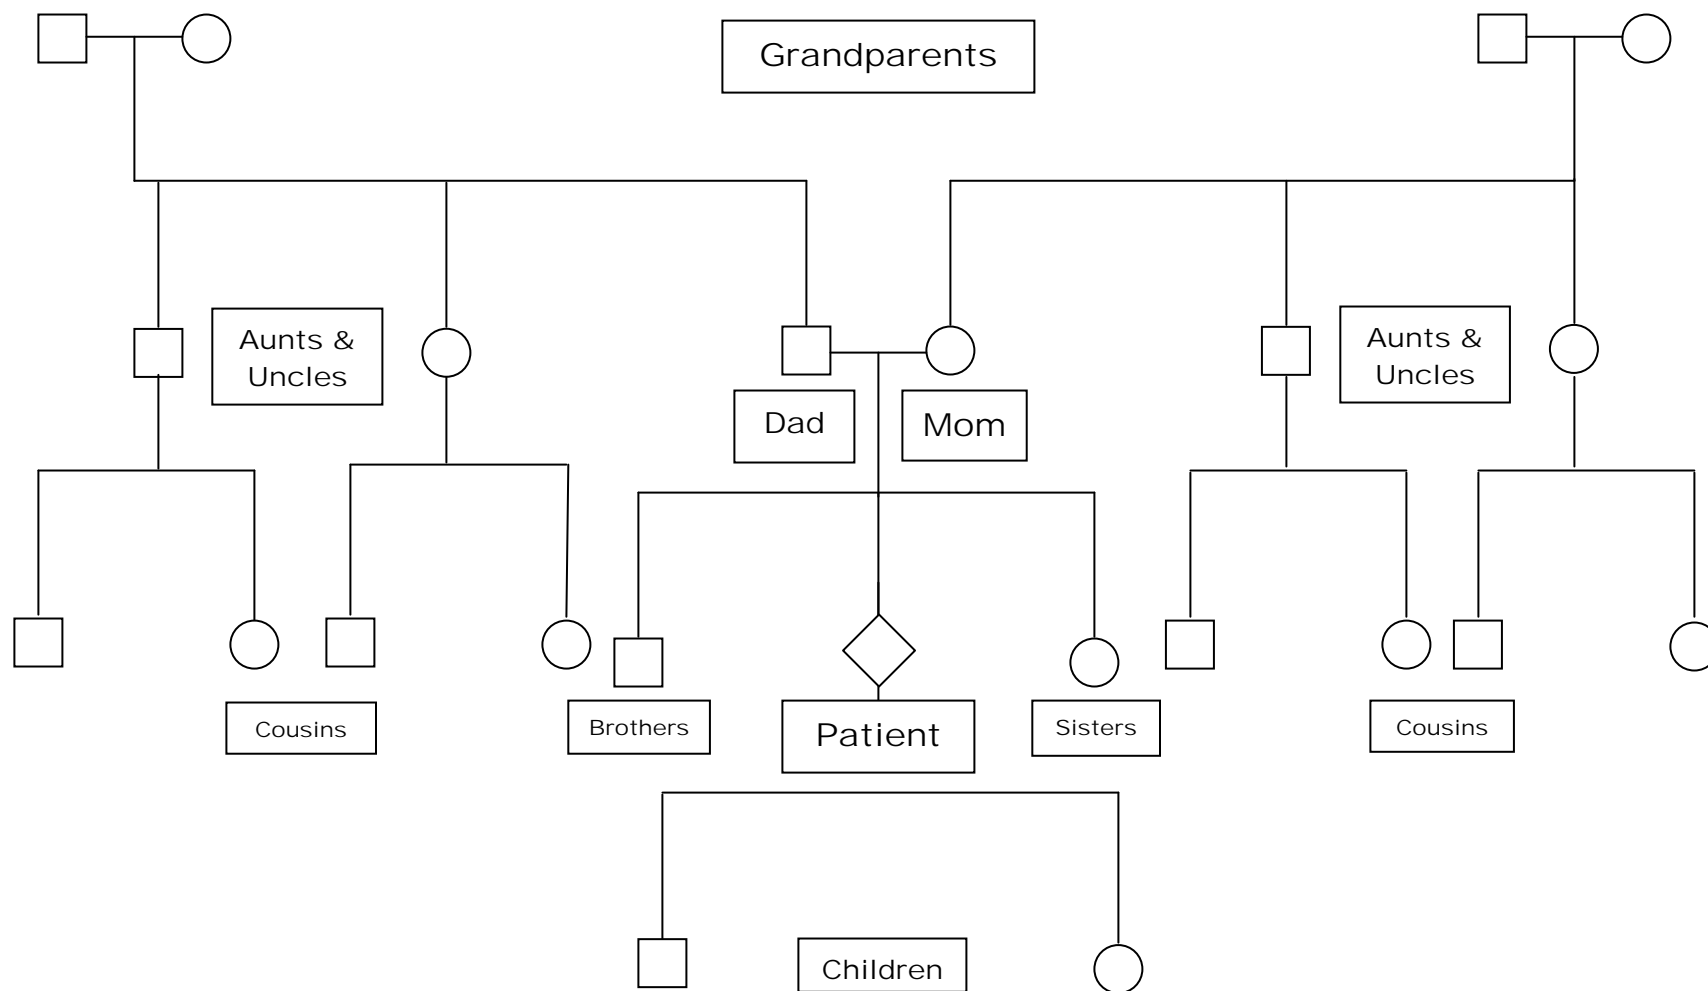 Grandparents
Aunts &
Uncles
Aunts &
Uncles
Dad
Mom
Cousins
Brothers
Patient
Sisters
Cousins
Children